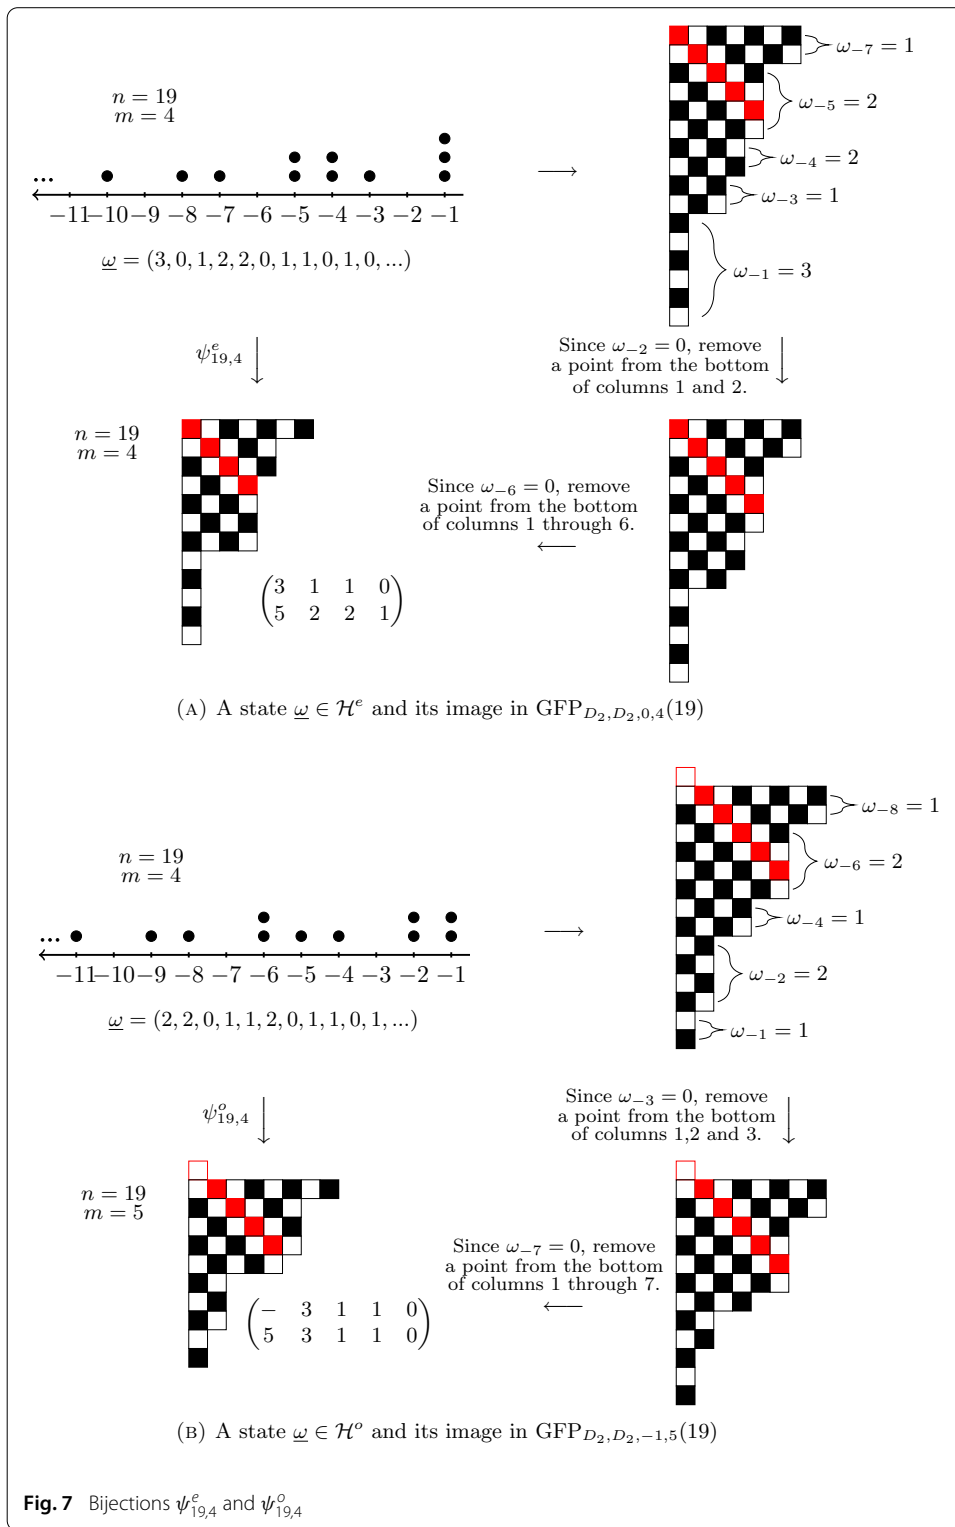 n = 19
m = 4
...
−11−10 −9 −8 −7 −6 −5 −4 −3 −2 −1
ω = (3, 0, 1, 2, 2, 0, 1, 1, 0, 1, 0, ...)
ω₋₇ = 1
ω₋₅ = 2
ω₋₄ = 2
ω₋₃ = 1
ω₋₁ = 3
ψᵉ₁₉,₄
Since ω₋₂ = 0, remove
a point from the bottom
of columns 1 and 2.
n = 19
m = 4
Since ω₋₆ = 0, remove
a point from the bottom
of columns 1 through 6.
(3 1 1 0
5 2 2 1)
(A) A state ω ∈ ℋᵉ and its image in GFP_{D₂,D₂,0,4}(19)
n = 19
m = 4
...
−11−10 −9 −8 −7 −6 −5 −4 −3 −2 −1
ω = (2, 2, 0, 1, 1, 2, 0, 1, 1, 0, 1, ...)
ω₋₈ = 1
ω₋₆ = 2
ω₋₄ = 1
ω₋₂ = 2
ω₋₁ = 1
ψᵒ₁₉,₄
Since ω₋₃ = 0, remove
a point from the bottom
of columns 1,2 and 3.
n = 19
m = 5
Since ω₋₇ = 0, remove
a point from the bottom
of columns 1 through 7.
(− 3 1 1 0
5 3 1 1 0)
(B) A state ω ∈ ℋᵒ and its image in GFP_{D₂,D₂,−1,5}(19)
Fig. 7 Bijections ψᵉ₁₉,₄ and ψᵒ₁₉,₄